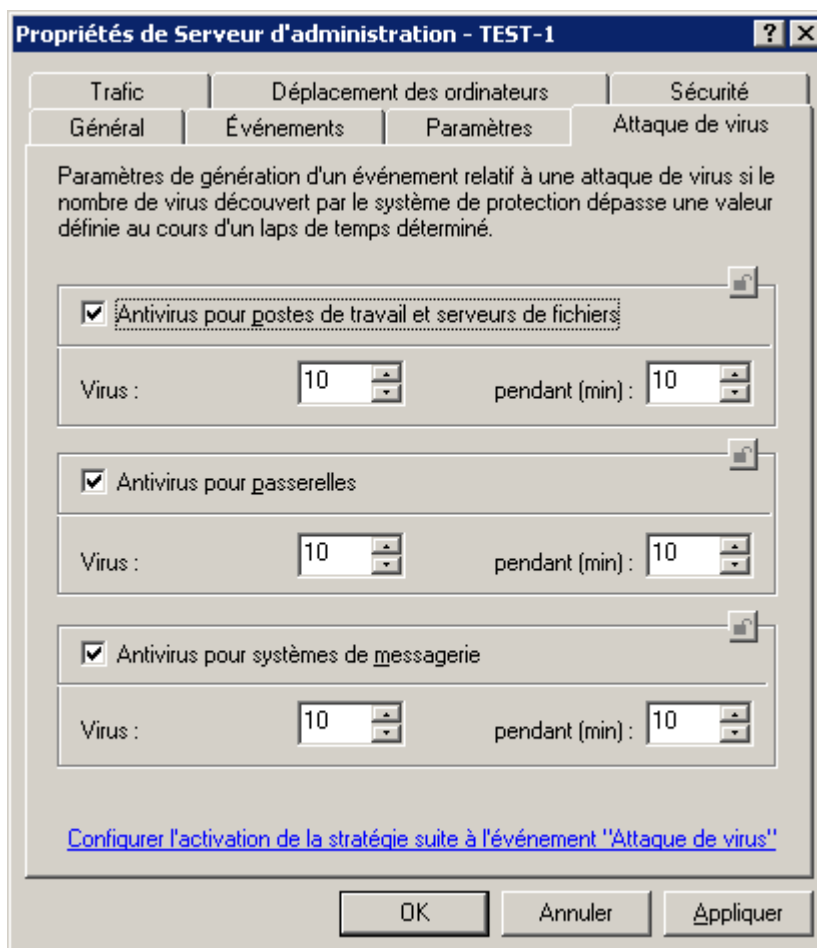 Propriétés de Serveur d'administration - TEST-1
Trafic Déplacement des ordinateurs Sécurité
Général Événements Paramètres Attaque de virus
Paramètres de génération d'un événement relatif à une attaque de virus si le
nombre de virus découvert par le système de protection dépasse une valeur
définie au cours d'un laps de temps déterminé.
Antivirus pour postes de travail et serveurs de fichiers
Virus : 10 pendant (min) : 10
Antivirus pour passerelles
Virus : 10 pendant (min) : 10
Antivirus pour systèmes de messagerie
Virus : 10 pendant (min) : 10
Configurer l'activation de la stratégie suite à l'événement "Attaque de virus"
OK Annuler Appliquer